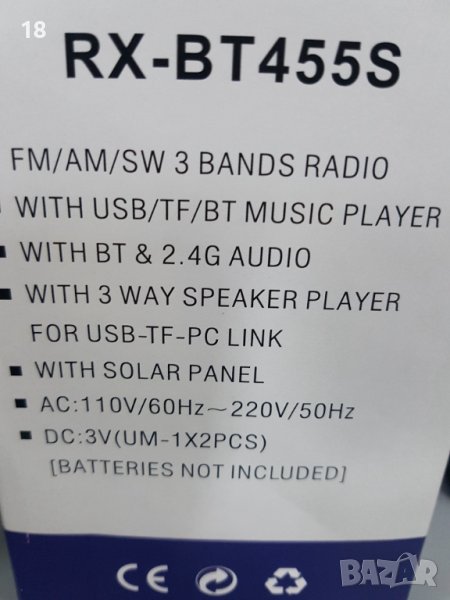 18
RX-BT455S
FM/AM/SW 3 BANDS RADIO
WITH USB/TF/BT MUSIC PLAYER
WITH BT & 2.4G AUDIO
WITH 3 WAY SPEAKER PLAYER
FOR USB-TF-PC LINK
WITH SOLAR PANEL
AC:110V/60Hz~220V/50Hz
DC:3V(UM-1X2PCS)
[BATTERIES NOT INCLUDED]
CE
BAZAR